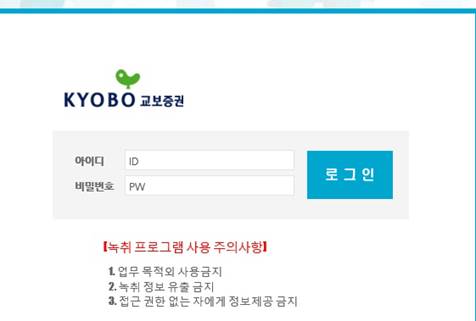 KYOBO 교보증권
아이디 ID
비밀번호 PW
로그인
【녹취 프로그램 사용 주의사항】
1. 업무 목적외 사용금지
2. 녹취 정보 유출 금지
3. 접근 권한 없는 자에게 정보제공 금지